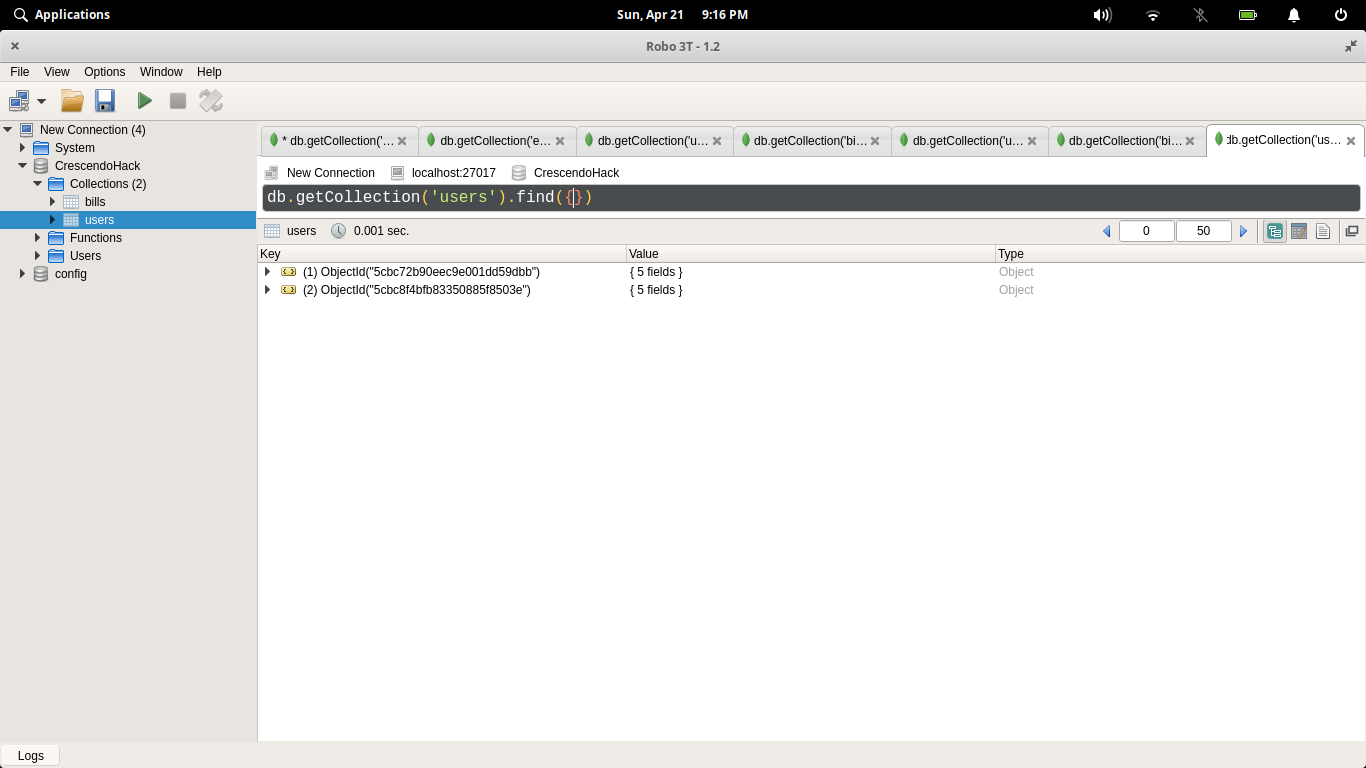 Applications
Sun, Apr 21 9:16 PM
Robo 3T - 1.2
File View Options Window Help
New Connection (4)
System
CrescendoHack
Collections (2)
bills
users
Functions
Users
config
* db.getCollection('... db.getCollection('e... db.getCollection('u... db.getCollection('bi... db.getCollection('u... db.getCollection('bi... db.getCollection('us...
New Connection localhost:27017 CrescendoHack
db.getCollection('users').find({})
users 0.001 sec. 0 50
Key Value Type
(1) ObjectId("5cbc72b90eec9e001dd59dbb") { 5 fields } Object
(2) ObjectId("5cbc8f4bfb83350885f8503e") { 5 fields } Object
Logs